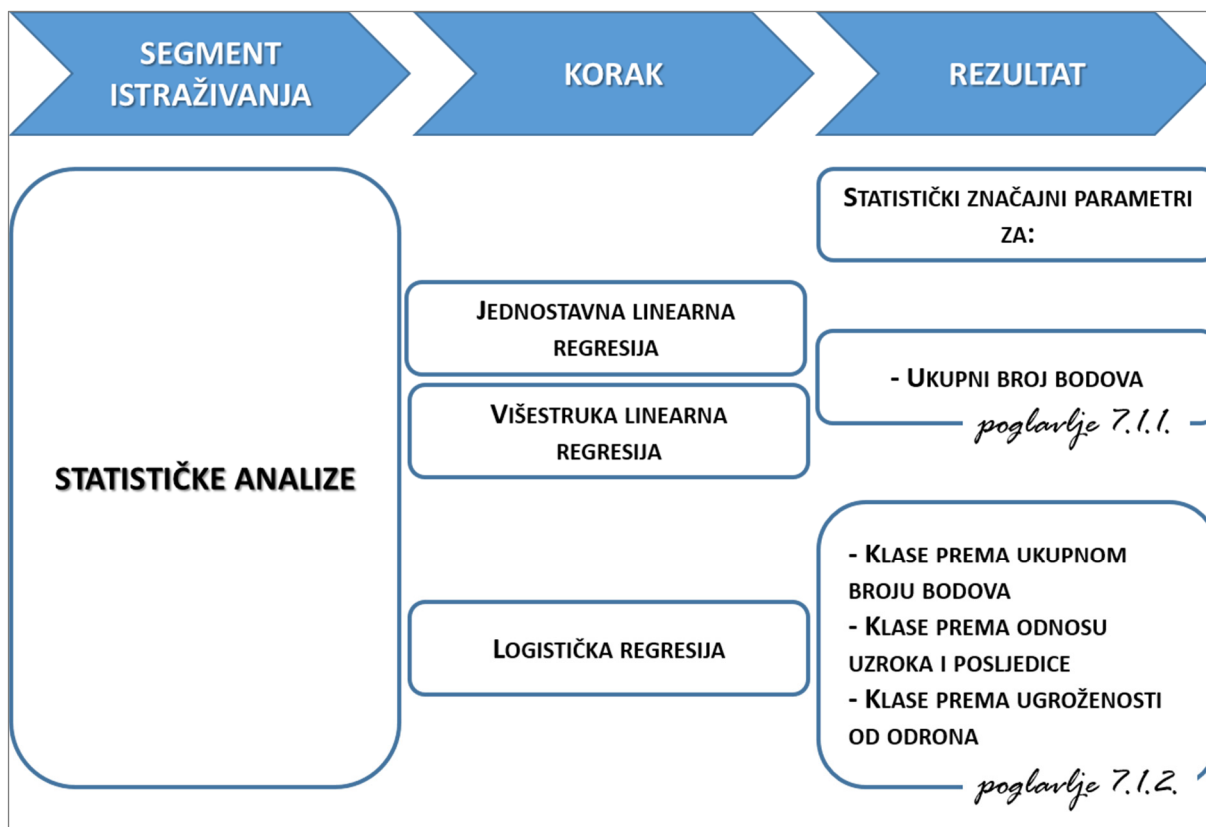 SEGMENT
ISTRAŽIVANJA
KORAK
REZULTAT
STATISTIČKE ANALIZE
JEDNOSTAVNA LINEARNA
REGRESIJA
VIŠESTRUKA LINEARNA
REGRESIJA
LOGISTIČKA REGRESIJA
STATISTIČKI ZNAČAJNI PARAMETRI
ZA:
- UKUPNI BROJ BODOVA
poglavlje 7.1.1.
- KLASE PREMA UKUPNOM
BROJU BODOVA
- KLASE PREMA ODNOSU
UZROKA I POSLJEDICE
- KLASE PREMA UGROŽENOSTI
OD ODRONA
poglavlje 7.1.2.